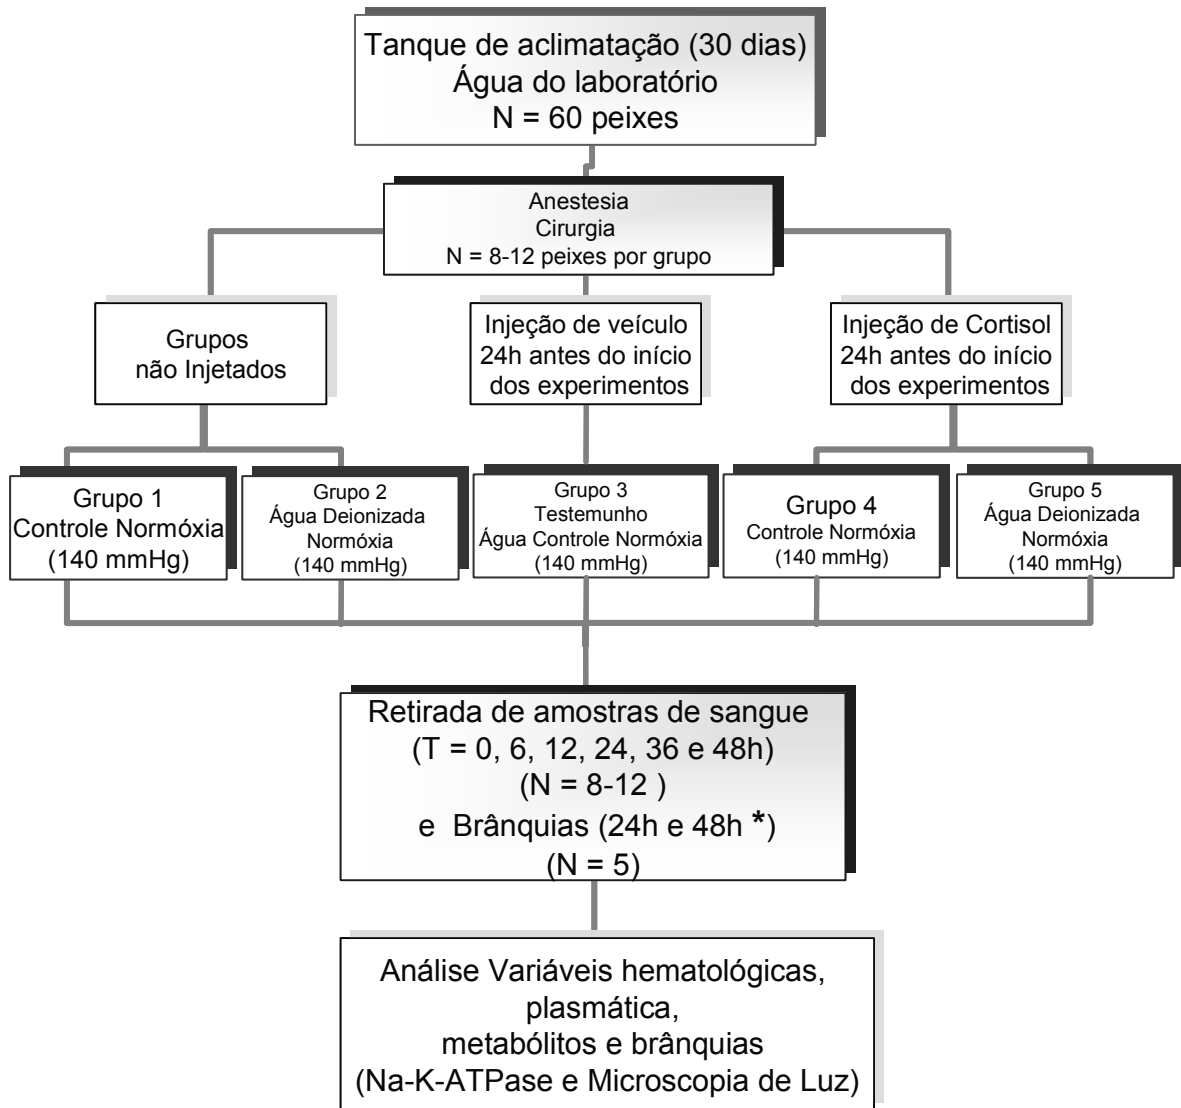 Tanque de aclimatação (30 dias)
Água do laboratório
N = 60 peixes
Anestesia
Cirurgia
N = 8-12 peixes por grupo
Grupos
não Injetados
Injeção de veículo
24h antes do início
dos experimentos
Injeção de Cortisol
24h antes do início
dos experimentos
Grupo 1
Controle Normóxia
(140 mmHg)
Grupo 2
Água Deionizada
Normóxia
(140 mmHg)
Grupo 3
Testemunho
Água Controle Normóxia
(140 mmHg)
Grupo 4
Controle Normóxia
(140 mmHg)
Grupo 5
Água Deionizada
Normóxia
(140 mmHg)
Retirada de amostras de sangue
(T = 0, 6, 12, 24, 36 e 48h)
(N = 8-12 )
e Brânquias (24h e 48h *)
(N = 5)
Análise Variáveis hematológicas,
plasmática,
metabólitos e brânquias
(Na-K-ATPase e Microscopia de Luz)